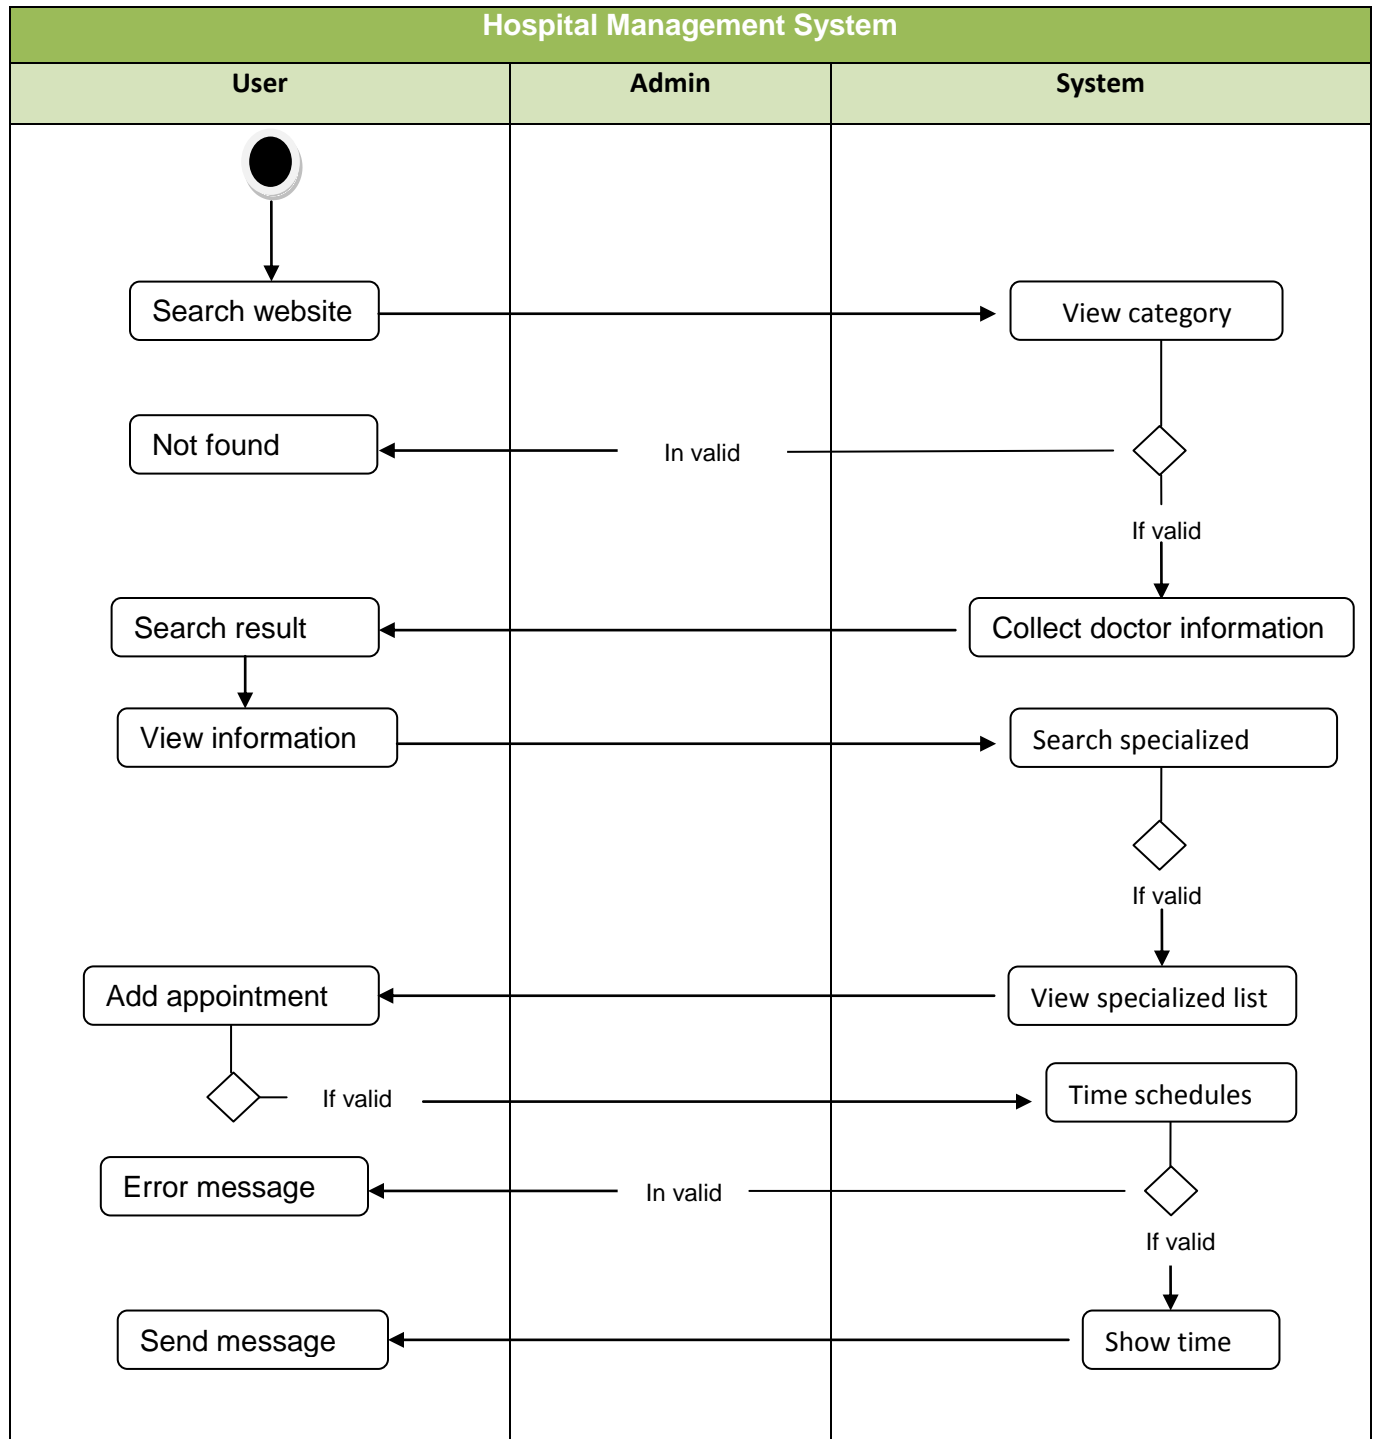 Hospital Management System
User
Admin
System
Search website
View category
Not found
In valid
If valid
Search result
Collect doctor information
View information
Search specialized
If valid
Add appointment
View specialized list
If valid
Time schedules
Error message
In valid
If valid
Send message
Show time